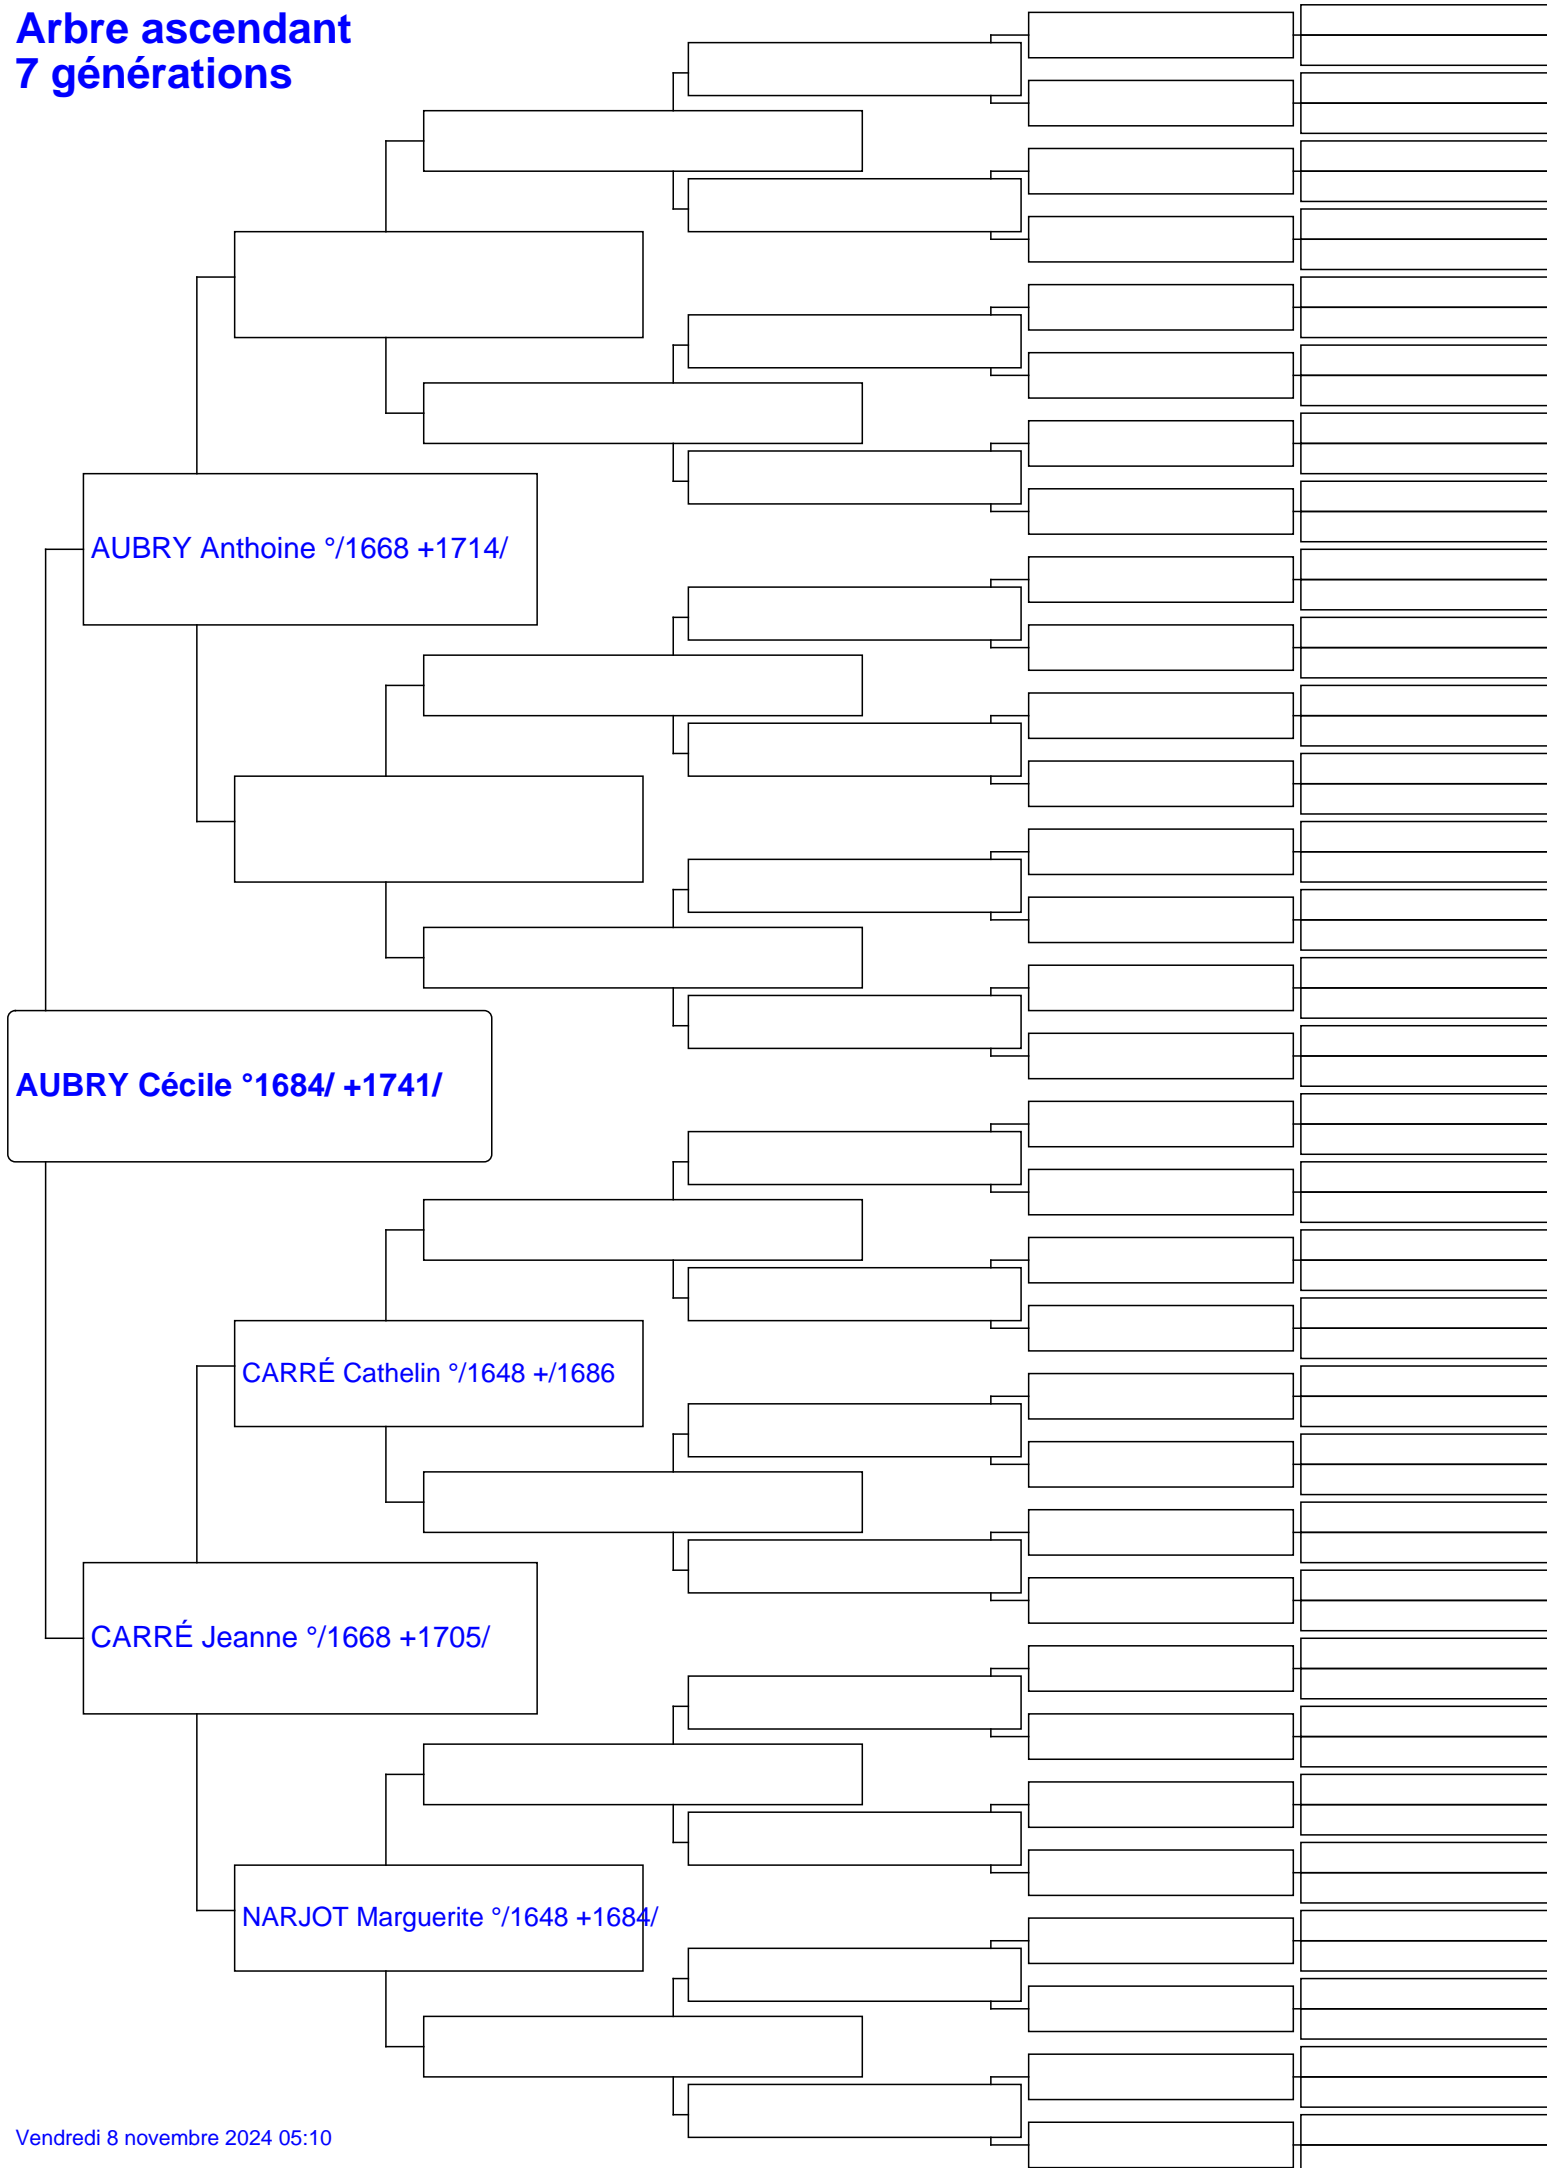 Arbre ascendant
7 générations
AUBRY Anthoine °/1668 +1714/
AUBRY Cécile °1684/ +1741/
CARRÉ Cathelin °/1648 +/1686
CARRÉ Jeanne °/1668 +1705/
NARJOT Marguerite °/1648 +1684/
Vendredi 8 novembre 2024 05:10